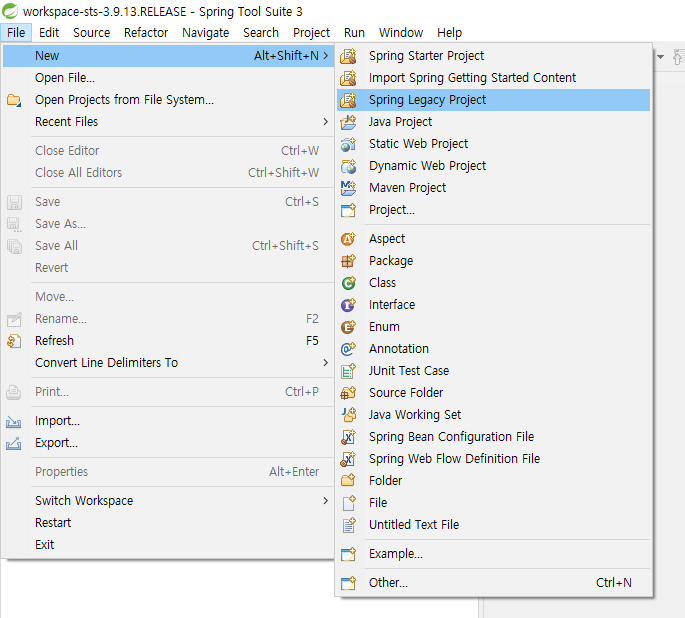 workspace-sts-3.9.13.RELEASE - Spring Tool Suite 3
File Edit Source Refactor Navigate Search Project Run Window Help
New Alt+Shift+N
Open File...
Open Projects from File System...
Recent Files
Close Editor Ctrl+W
Close All Editors Ctrl+Shift+W
Save Ctrl+S
Save As...
Save All Ctrl+Shift+S
Revert
Move...
Rename... F2
Refresh F5
Convert Line Delimiters To
Print... Ctrl+P
Import...
Export...
Properties Alt+Enter
Switch Workspace
Restart
Exit
Spring Starter Project
Import Spring Getting Started Content
Spring Legacy Project
Java Project
Static Web Project
Dynamic Web Project
Maven Project
Project...
Aspect
Package
Class
Interface
Enum
Annotation
JUnit Test Case
Source Folder
Java Working Set
Spring Bean Configuration File
Spring Web Flow Definition File
Folder
File
Untitled Text File
Example...
Other... Ctrl+N